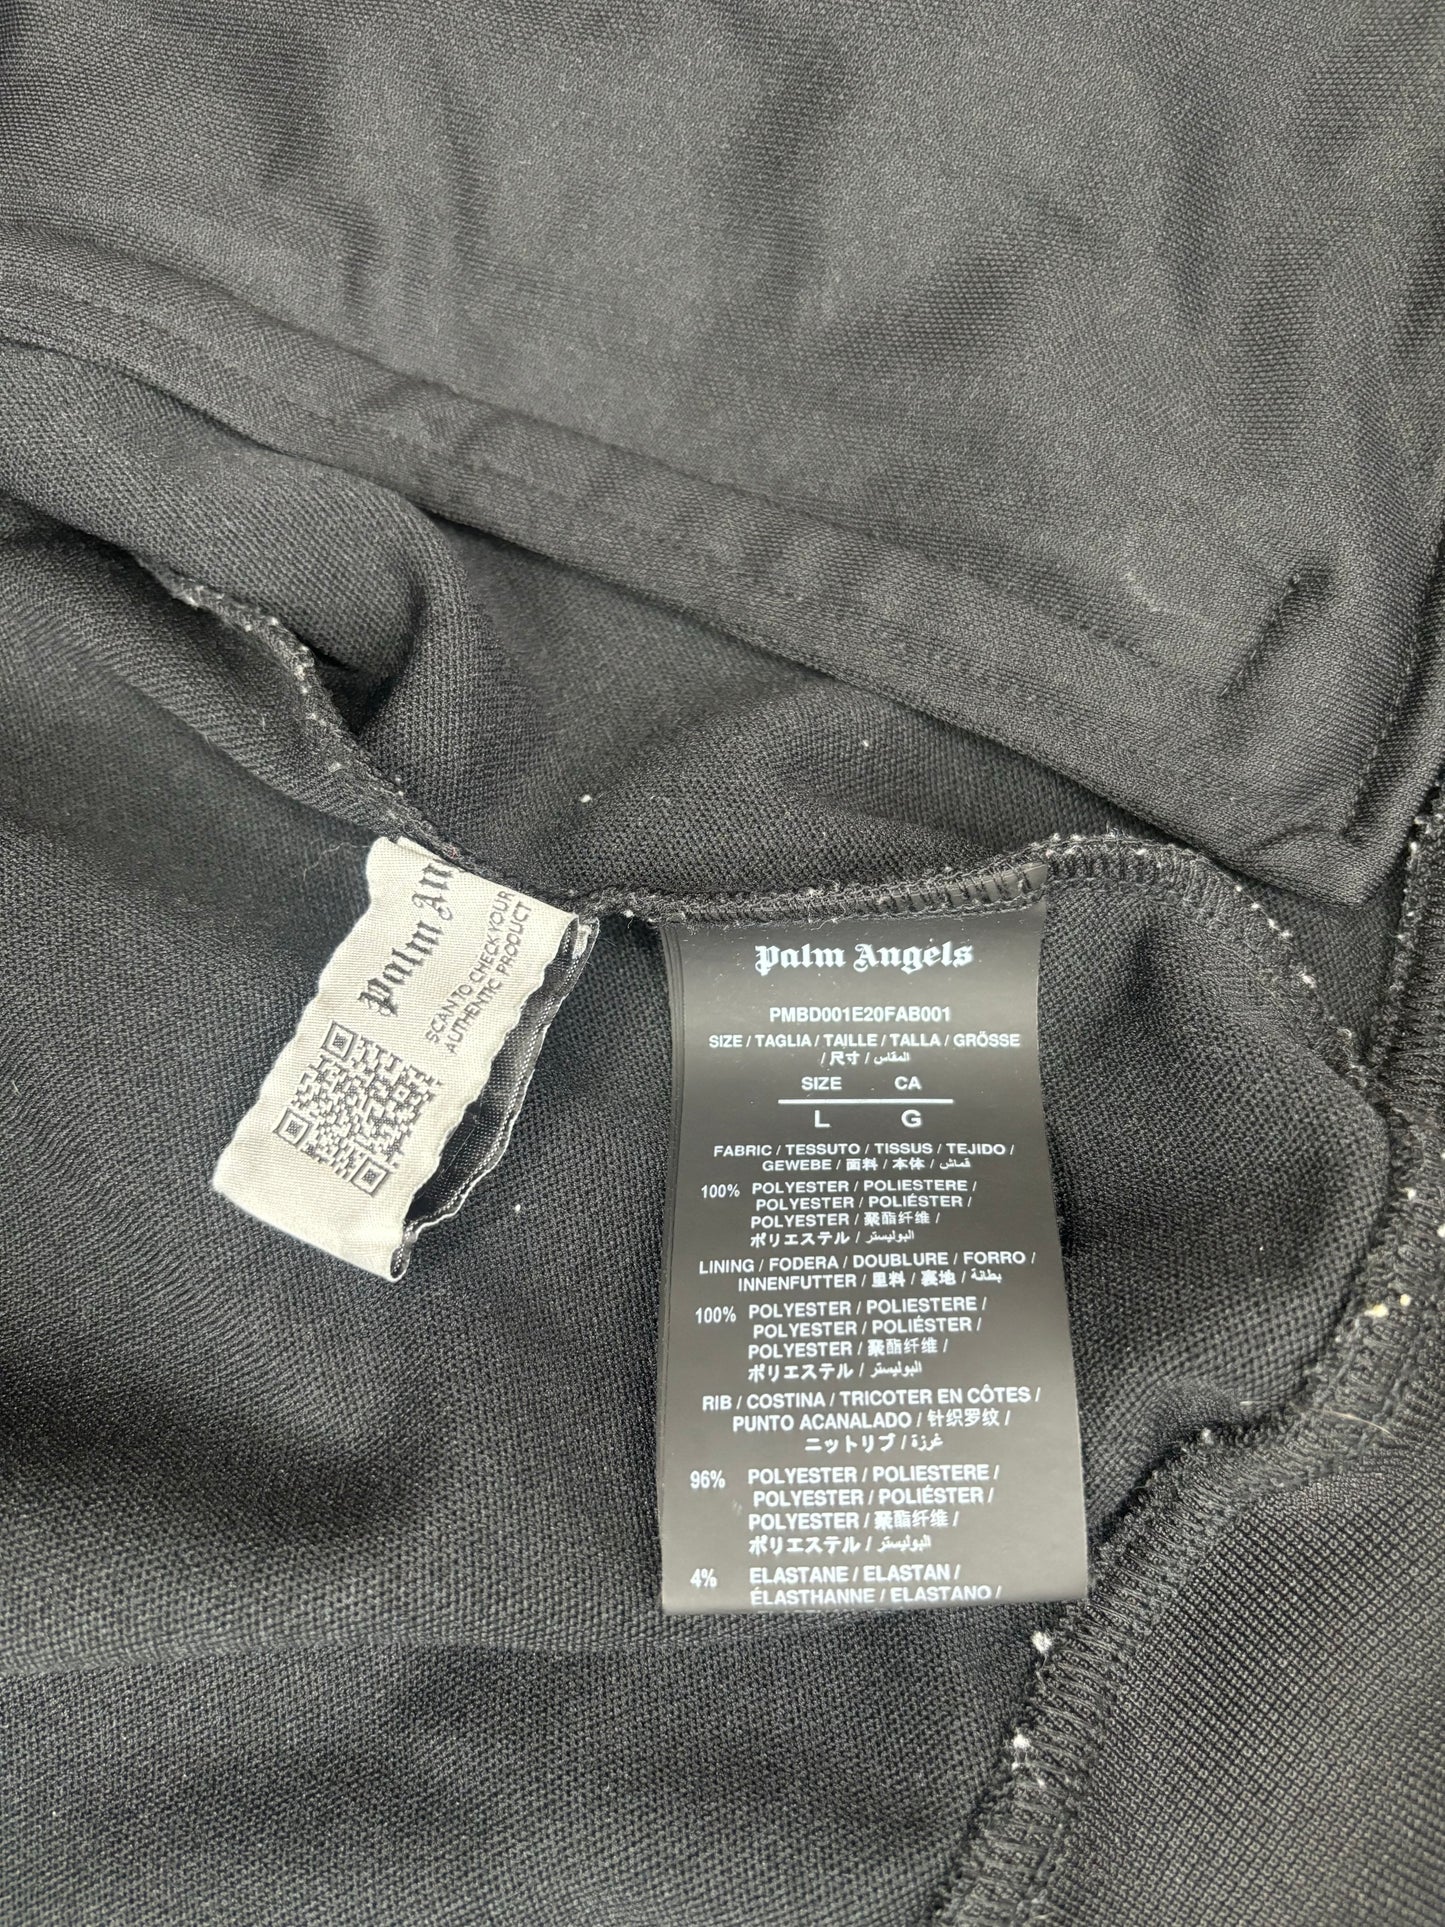 Palm An
SCAN TO CHECK YOUR
AUTHENTIC PRODUCT
Palm Angels
PMBD001E20FAB001
SIZE / TAGLIA / TAILLE / TALLA / GRÖSSE
/ 尺寸 / المقاس
SIZE CA
L G
FABRIC / TESSUTO / TISSUS / TEJIDO /
GEWEBE / 面料 / 本体 / قماش
100% POLYESTER / POLIESTERE /
POLYESTER / POLIÉSTER /
POLYESTER / 聚酯纤维 /
ポリエステル / البوليستر
LINING / FODERA / DOUBLURE / FORRO /
INNENFUTTER / 里料 / 裏地 / بطانة
100% POLYESTER / POLIESTERE /
POLYESTER / POLIÉSTER /
POLYESTER / 聚酯纤维 /
ポリエステル / البوليستر
RIB / COSTINA / TRICOTER EN CÔTES /
PUNTO ACANALADO / 针织罗纹 /
ニットリブ / غرزة
96% POLYESTER / POLIESTERE /
POLYESTER / POLIÉSTER /
POLYESTER / 聚酯纤维 /
ポリエステル / البوليستر
4% ELASTANE / ELASTAN /
ÉLASTHANNE / ELASTANO /